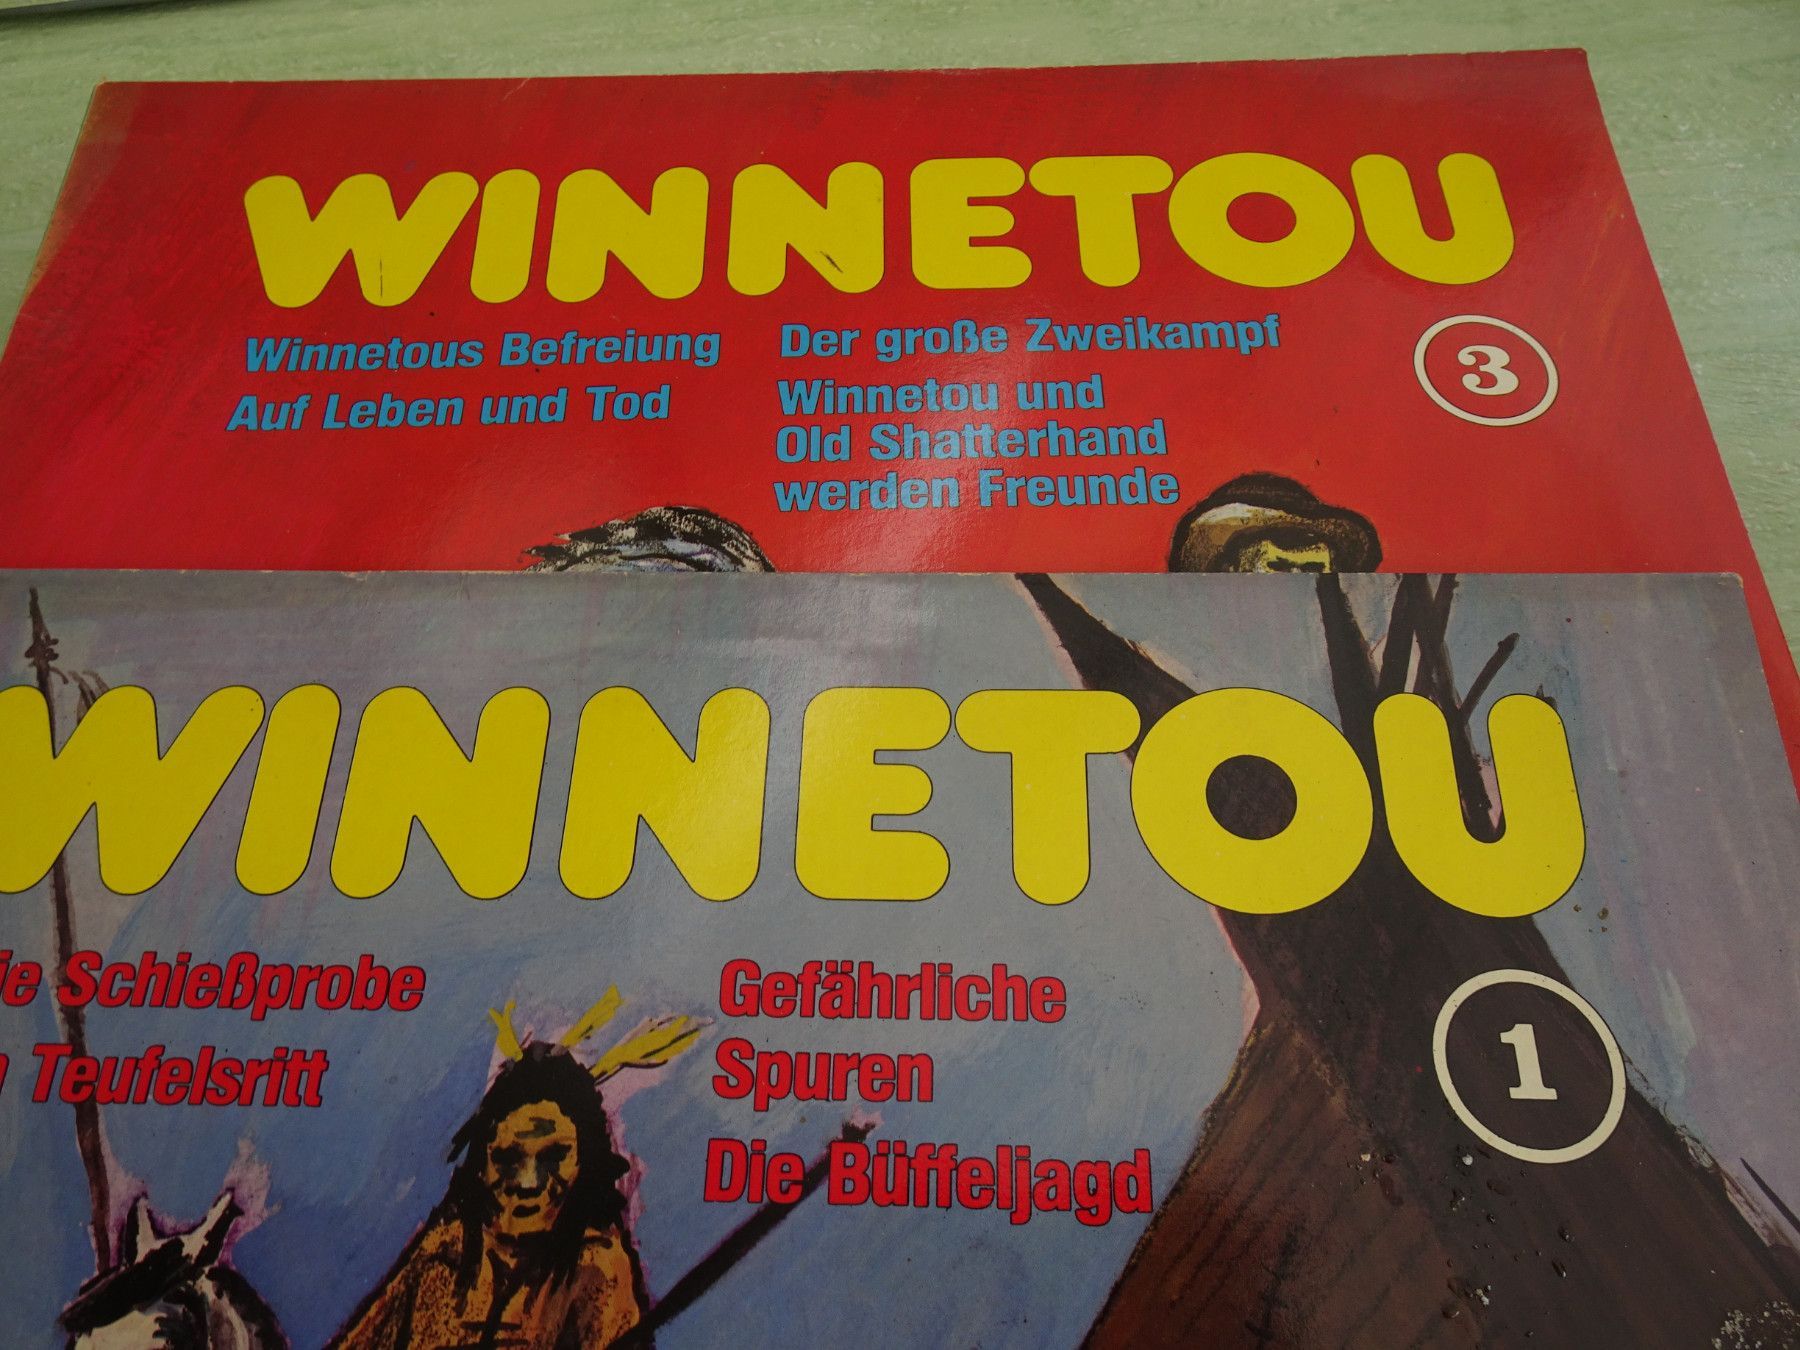 WINNETOU
Winnetous Befreiung
Auf Leben und Tod
Der große Zweikampf
Winnetou und
Old Shatterhand
werden Freunde
3
WINNETOU
Schießprobe
Teufelsritt
Gefährliche
Spuren
Die Büffeljagd
1